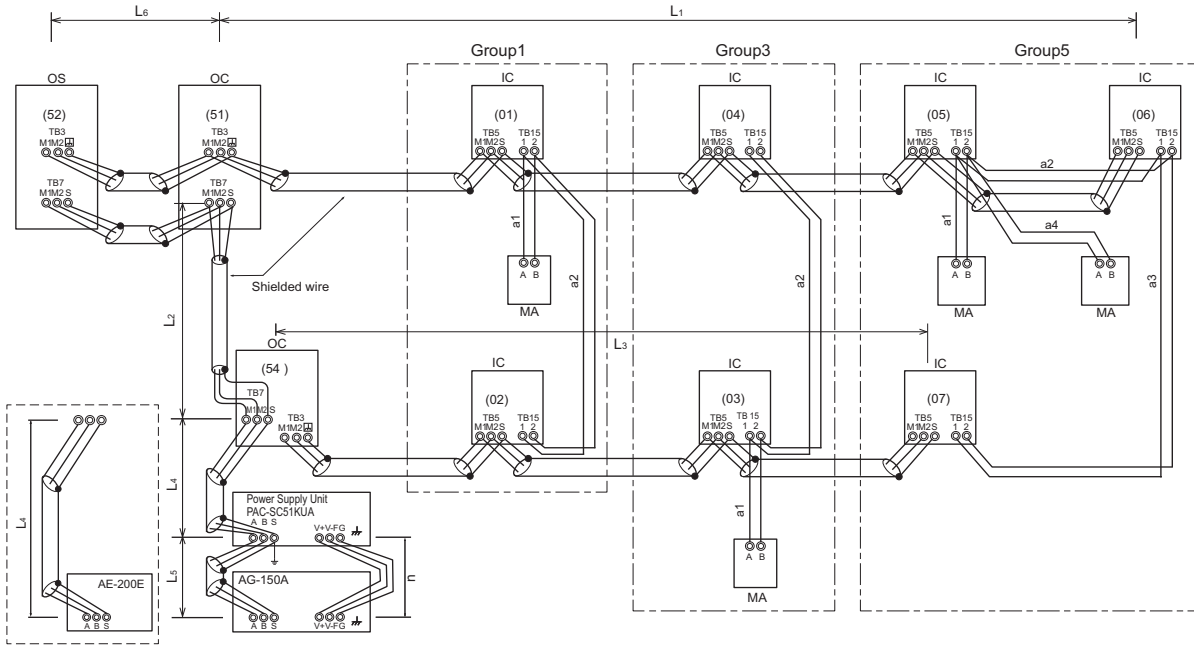 L6
L1
Group1
Group3
Group5
OS
OC
IC
IC
IC
IC
(52)
(51)
(01)
(04)
(05)
(06)
TB3
M1M2
TB3
M1M2
TB5
M1M2S
TB15
1 2
TB5
M1M2S
TB15
1 2
TB5
M1M2S
TB15
1 2
TB5
M1M2S
TB15
1 2
TB7
M1M2 S
TB7
M1M2 S
a2
a1
a1
a4
Shielded wire
A B
MA
a2
a2
A B
MA
A B
MA
a3
L2
L3
OC
IC
IC
IC
(54 )
(02)
(03)
(07)
TB7
M1M2 S
TB3
M1M2
TB5
M1M2S
TB15
1 2
TB5
M1M2S
TB 15
1 2
TB5
M1M2S
TB15
1 2
L4
L4
Power Supply Unit
PAC-SC51KUA
A B S
V+V-FG
a1
A B
MA
L5
n
AE-200E
A B S
AG-150A
A B S
V+V-FG